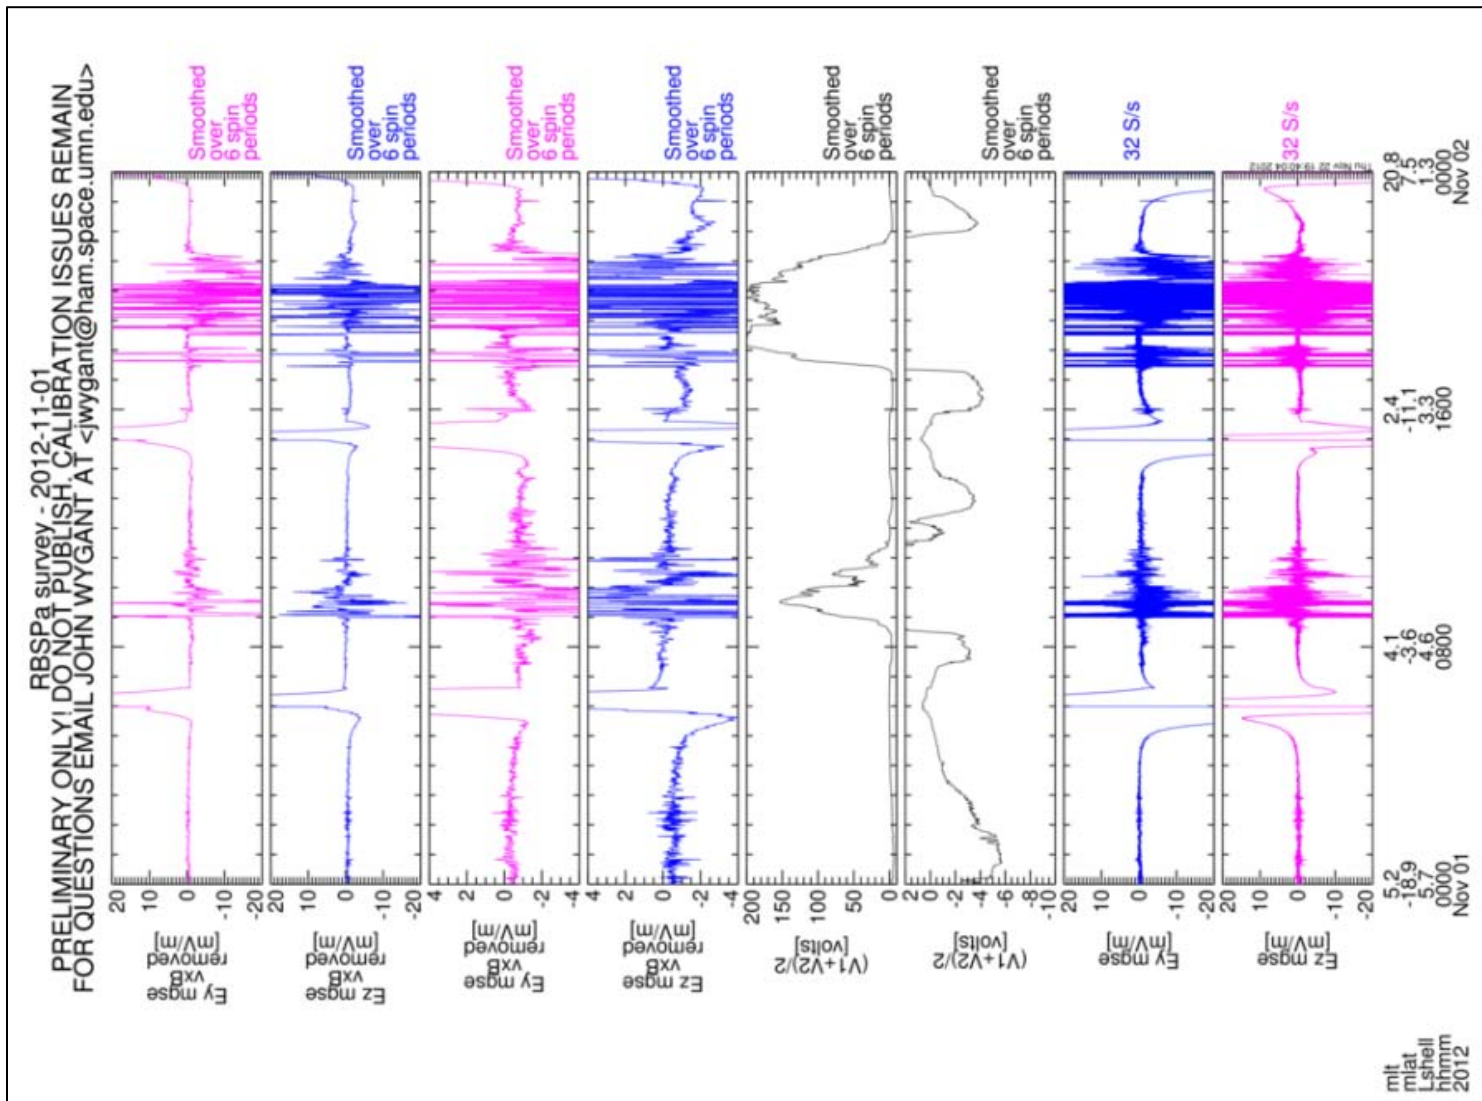 RBSPa survey - 2012-11-01
PRELIMINARY ONLY! DO NOT PUBLISH. CALIBRATION ISSUES REMAIN
FOR QUESTIONS EMAIL JOHN WYGANT AT <jwygant@ham.space.umn.edu>
Ey mgse
vxB
removed
[mV/m]
20
10
0
-10
-20
Smoothed
over
6 spin
periods
Ez mgse
vxB
removed
[mV/m]
20
10
0
-10
-20
Smoothed
over
6 spin
periods
Ey mgse
vxB
removed
[mV/m]
4
2
0
-2
-4
Smoothed
over
6 spin
periods
Ez mgse
vxB
removed
[mV/m]
4
2
0
-2
-4
Smoothed
over
6 spin
periods
(V1+V2)/2
[volts]
200
150
100
50
0
Smoothed
over
6 spin
periods
(V1+V2)/2
[volts]
2
0
-2
-4
-6
-8
-10
Smoothed
over
6 spin
periods
Ey mgse
[mV/m]
20
10
0
-10
-20
32 S/s
Ez mgse
[mV/m]
20
10
0
-10
-20
32 S/s
Thu Nov 22 2012
mlt 5.2 4.1 2.4 20.8
mlat -18.9 -3.6 -11.1 7.5
Lshell 5.7 4.6 3.3 1.3
hhmm 0000 0800 1600 0000
2012 Nov 01 Nov 02